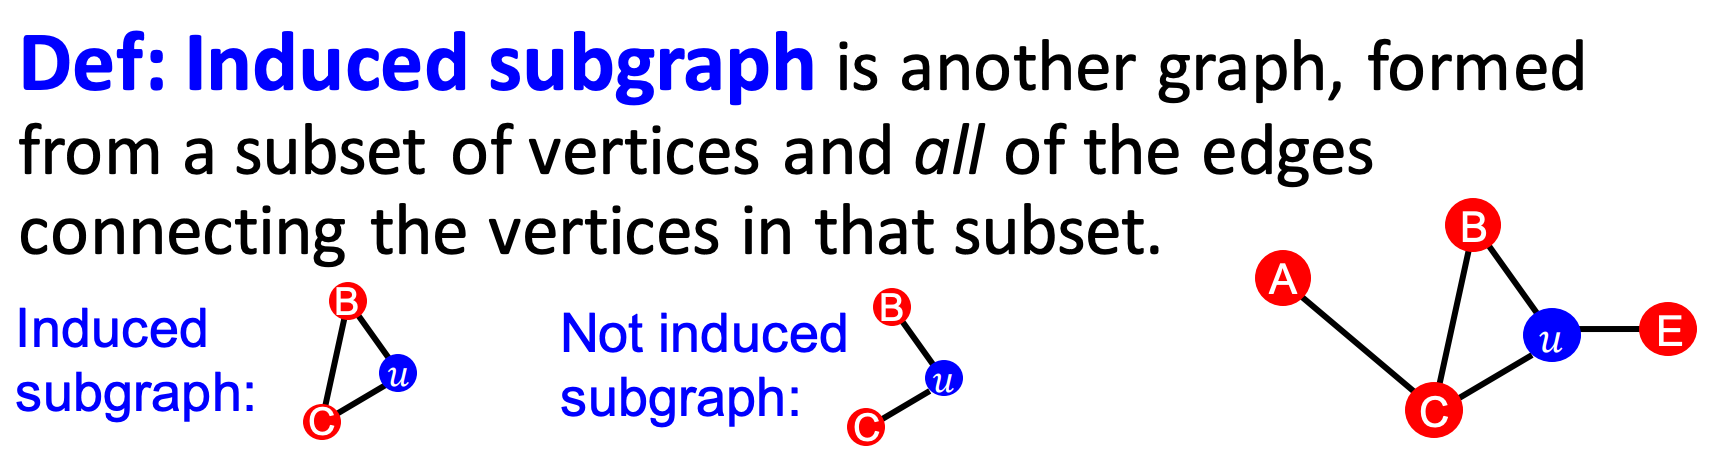 Def: Induced subgraph is another graph, formed
from a subset of vertices and all of the edges
connecting the vertices in that subset.
Induced
subgraph:
B
u
C
Not induced
subgraph:
B
u
C
B
A
u
E
C